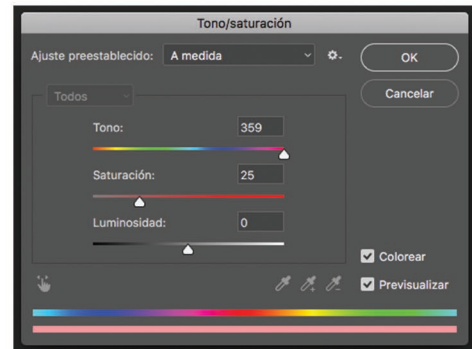 Tono/saturación
Ajuste preestablecido: A medida
OK
Cancelar
Todos
Tono: 359
Saturación: 25
Luminosidad: 0
Colorear
Previsualizar